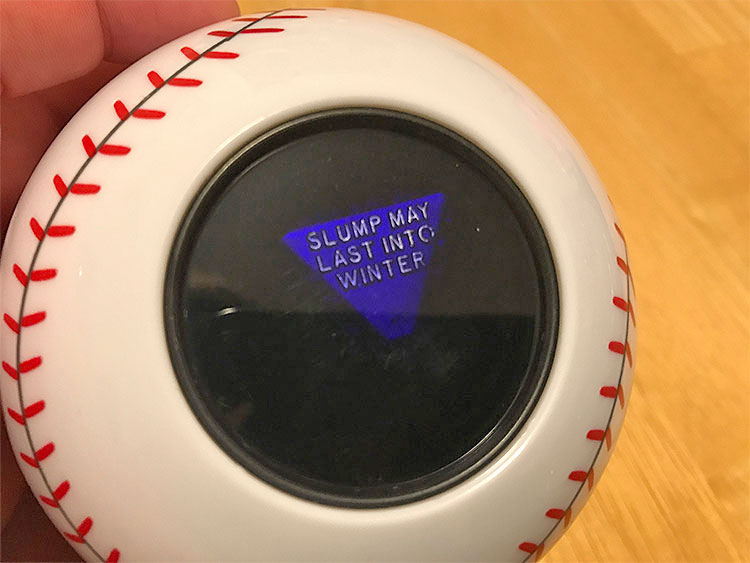 SLUMP MAY
LAST INTO
WINTER